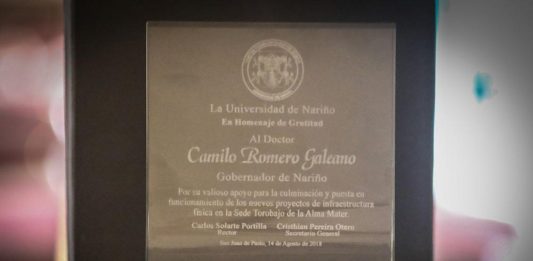 La Universidad de Nariño
En Homenaje de Gratitud
Al Doctor
Camilo Romero Galeano
Gobernador de Nariño
Por su valioso apoyo para la culminación y puesta en
funcionamiento de los nuevos proyectos de infraestructura
física en la Sede Torobajo de la Alma Mater.
Carlos Solarte Portilla Cristhian Pereira Otero
Rector Secretario General
San Juan de Pasto, 14 de Agosto de 2018